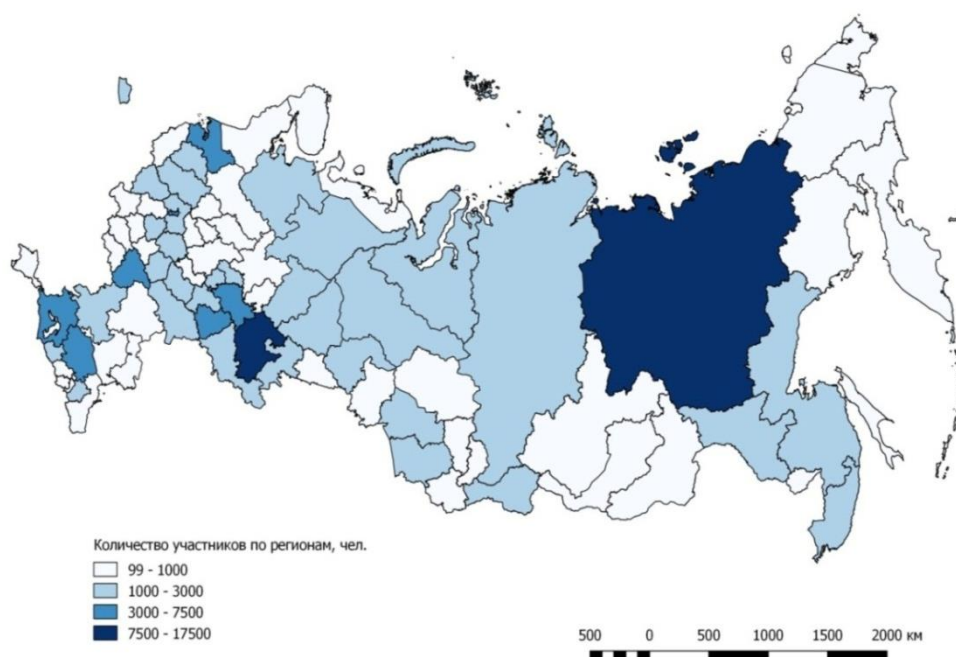 Количество участников по регионам, чел.
99 - 1000
1000 - 3000
3000 - 7500
7500 - 17500
500 0 500 1000 1500 2000 км